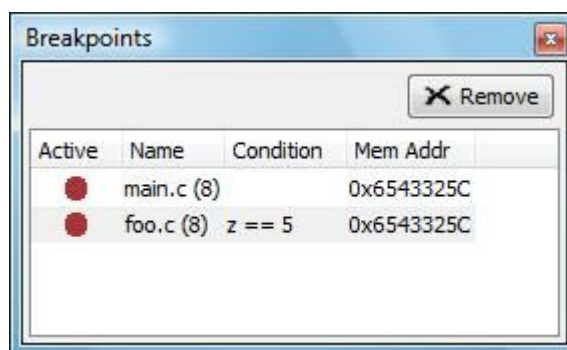 Breakpoints
Remove
Active Name Condition Mem Addr
main.c (8) 0x6543325C
foo.c (8) z == 5 0x6543325C